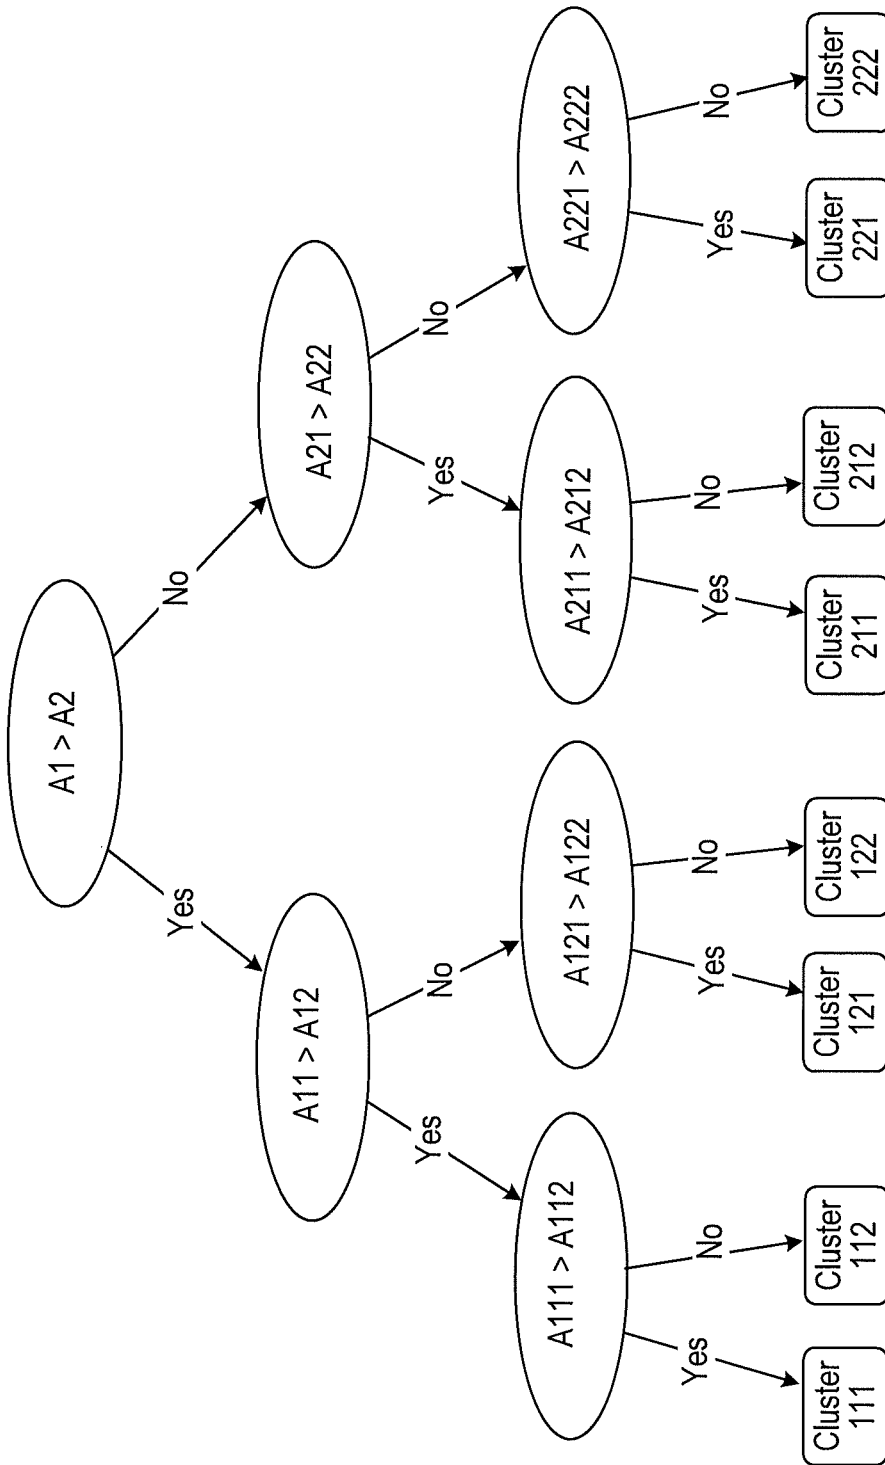 A1 > A2
Yes
No
A11 > A12
A21 > A22
Yes
No
Yes
No
A111 > A112
A121 > A122
A211 > A212
A221 > A222
Yes
No
Yes
No
Yes
No
Yes
No
Cluster
111
Cluster
112
Cluster
121
Cluster
122
Cluster
211
Cluster
212
Cluster
221
Cluster
222